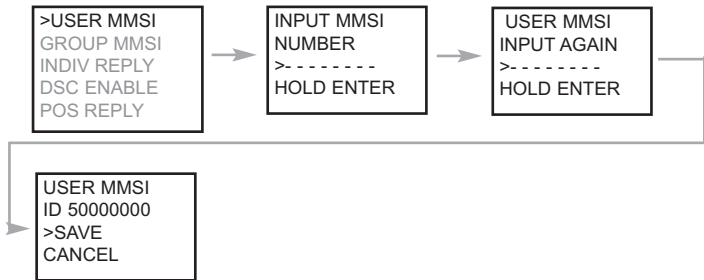 >USER MMSI
GROUP MMSI
INDIV REPLY
DSC ENABLE
POS REPLY
INPUT MMSI
NUMBER
>- - - - - - - -
HOLD ENTER
USER MMSI
INPUT AGAIN
>- - - - - - - -
HOLD ENTER
USER MMSI
ID 50000000
>SAVE
CANCEL